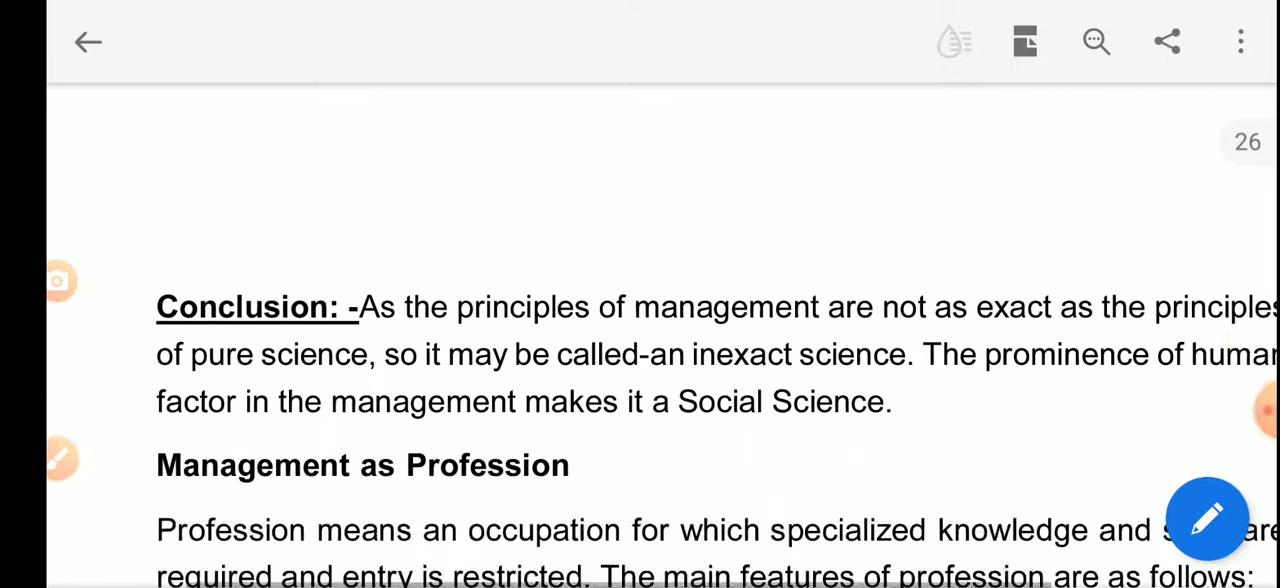 26
Conclusion: -As the principles of management are not as exact as the principles
of pure science, so it may be called-an inexact science. The prominence of human
factor in the management makes it a Social Science.
Management as Profession
Profession means an occupation for which specialized knowledge and are
required and entry is restricted. The main features of profession are as follows: